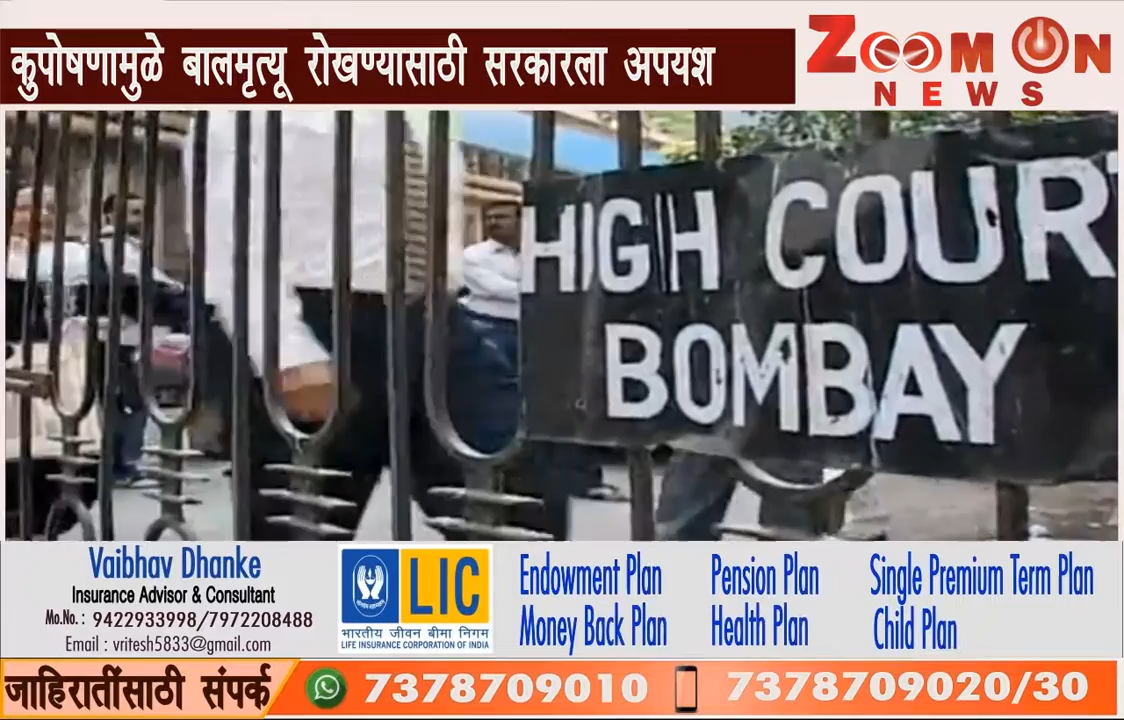 कुपोषणामुळे बालमृत्यू रोखण्यासाठी सरकारला अपयश
ZOOM ON
NEWS
HIGH COURT
BOMBAY
Vaibhav Dhanke
Insurance Advisor & Consultant
Mo.No.: 9422933998/7972208488
Email : vritesh5833@gmail.com
LIC
भारतीय जीवन बीमा निगम
LIFE INSURANCE CORPORATION OF INDIA
Endowment Plan Pension Plan Single Premium Term Plan
Money Back Plan Health Plan Child Plan
जाहिरातींसाठी संपर्क 7378709010 7378709020/30